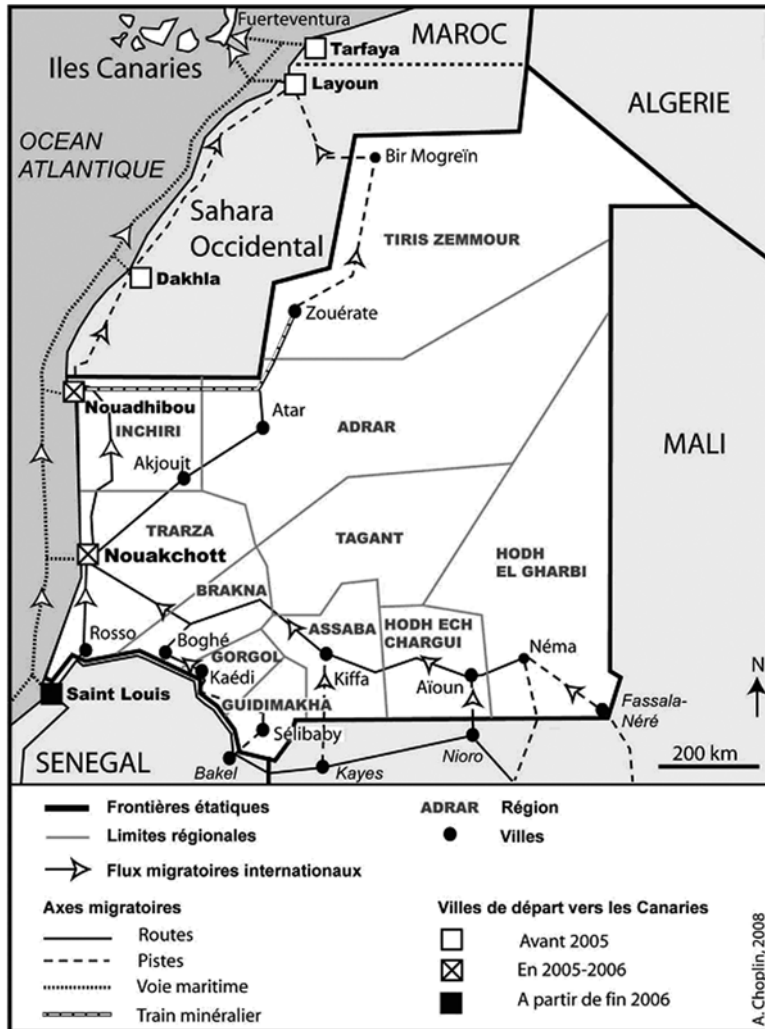 Fuerteventura
Tarfaya
MAROC
Iles Canaries
Layoun
ALGERIE
OCEAN
ATLANTIQUE
Bir Mogreïn
Sahara
Occidental
TIRIS ZEMMOUR
Dakhla
Zouérate
Nouadhibou
INCHIRI
Atar
ADRAR
MALI
Akjoujt
TRARZA
TAGANT
Nouakchott
HODH
EL GHARBI
BRAKNA
ASSABA
HODH ECH
CHARGUI
Rosso
Boghé
Néma
GORGOL
Kiffa
Aïoun
Kaédi
N
Saint Louis
GUIDIMAKHA
Fassala-
Néré
Sélibaby
SENEGAL
Bakel
Kayes
Nioro
200 km
Frontières étatiques
Limites régionales
Flux migratoires internationaux
ADRAR Région
Villes
Axes migratoires
Routes
Pistes
Voie maritime
Train minéralier
Villes de départ vers les Canaries
Avant 2005
En 2005-2006
A partir de fin 2006
A. Choplin, 2008